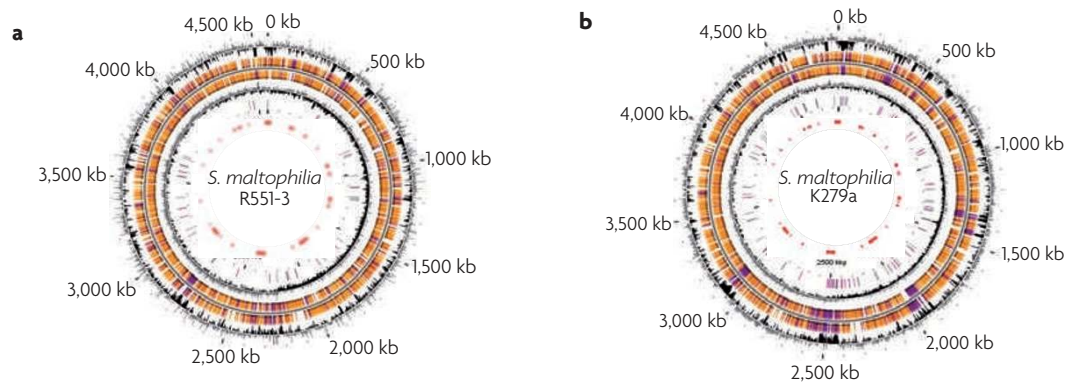 a
4,500 kb
0 kb
500 kb
1,000 kb
1,500 kb
2,000 kb
2,500 kb
3,000 kb
3,500 kb
4,000 kb
S. maltophilia
R551-3
b
4,500 kb
0 kb
500 kb
1,000 kb
1,500 kb
2,000 kb
2,500 kb
3,000 kb
3,500 kb
4,000 kb
S. maltophilia
K279a